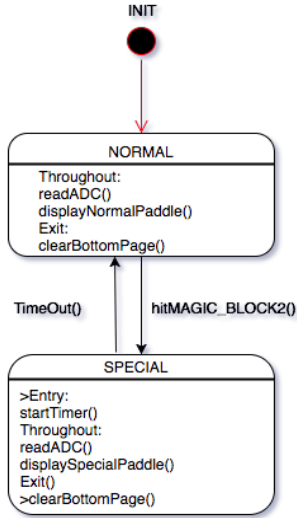 INIT
NORMAL
Throughout:
readADC()
displayNormalPaddle()
Exit:
clearBottomPage()
TimeOut()
hitMAGIC_BLOCK2()
SPECIAL
>Entry:
startTimer()
Throughout:
readADC()
displaySpecialPaddle()
Exit()
>clearBottomPage()